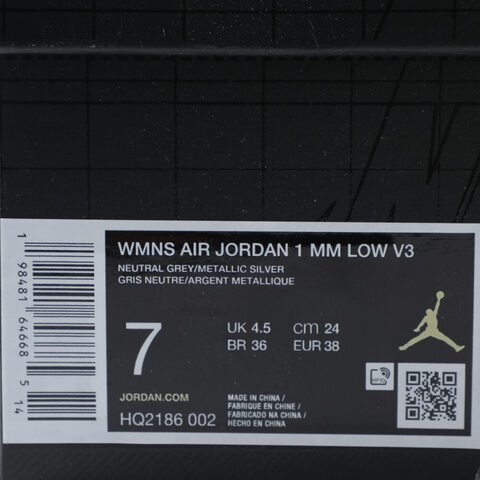 WMNS AIR JORDAN 1 MM LOW V3
NEUTRAL GREY/METALLIC SILVER
GRIS NEUTRE/ARGENT METALLIQUE
7
UK 4.5 cm 24
BR 36 EUR 38
JORDAN.COM
HQ2186 002
MADE IN CHINA /
FABRIQUE EN CHINE /
FABRICADO NA CHINA /
HECHO EN CHINA
RFID
1 98481 64668 5 14